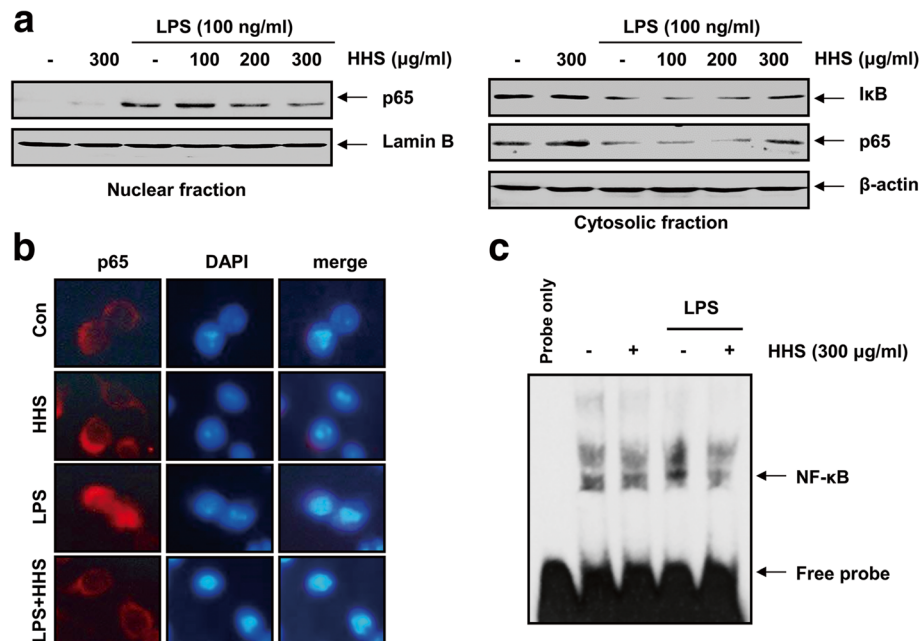 a
LPS (100 ng/ml)
- 300 - 100 200 300 HHS (µg/ml)
p65
Lamin B
Nuclear fraction
LPS (100 ng/ml)
- 300 - 100 200 300 HHS (µg/ml)
IκB
p65
β-actin
Cytosolic fraction
b
p65 DAPI merge
Con
HHS
LPS
LPS+HHS
c
Probe only
LPS
- + - + HHS (300 µg/ml)
NF-κB
Free probe